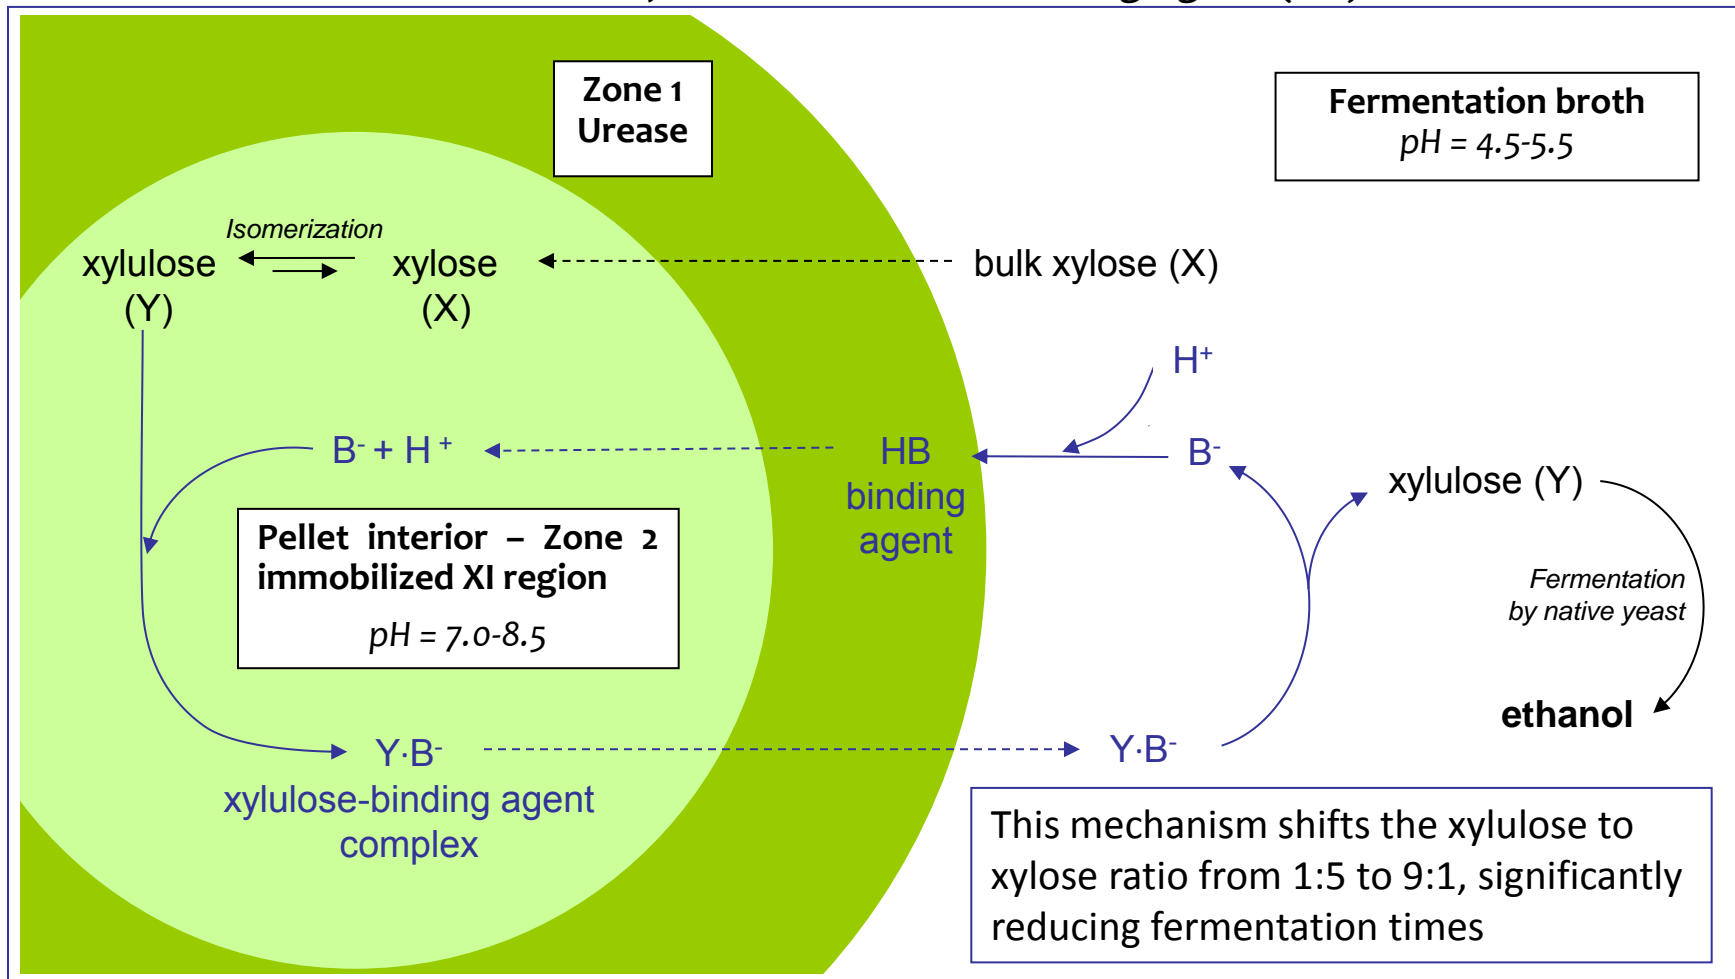 Zone 1
Urease
Fermentation broth
pH = 4.5-5.5
Isomerization
xylulose
(Y)
xylose
(X)
bulk xylose (X)
H⁺
B⁻ + H⁺
HB
binding
agent
B⁻
xylulose (Y)
Pellet interior – Zone 2
immobilized XI region
pH = 7.0-8.5
Fermentation
by native yeast
ethanol
Y·B⁻
xylulose-binding agent
complex
Y·B⁻
This mechanism shifts the xylulose to
xylose ratio from 1:5 to 9:1, significantly
reducing fermentation times